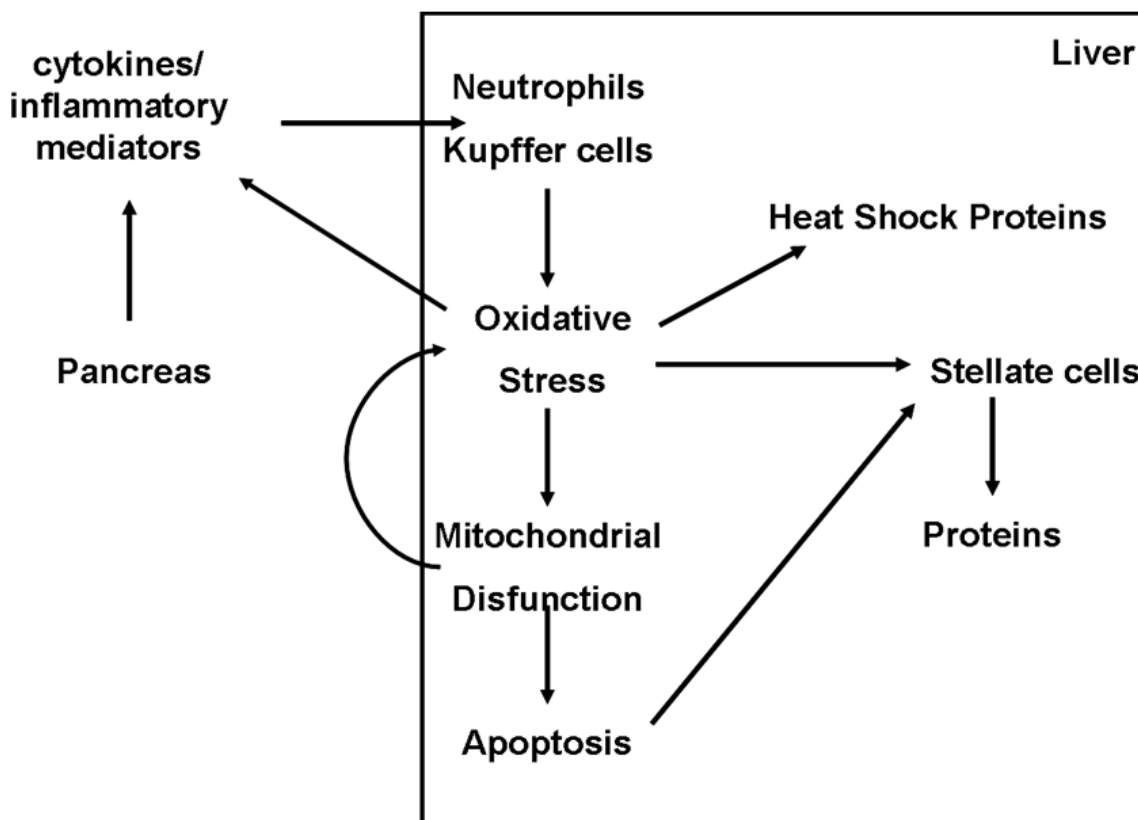 Liver
cytokines/
inflammatory
mediators
Neutrophils
Kupffer cells
Heat Shock Proteins
Oxidative
Stress
Pancreas
Stellate cells
Mitochondrial
Disfunction
Proteins
Apoptosis